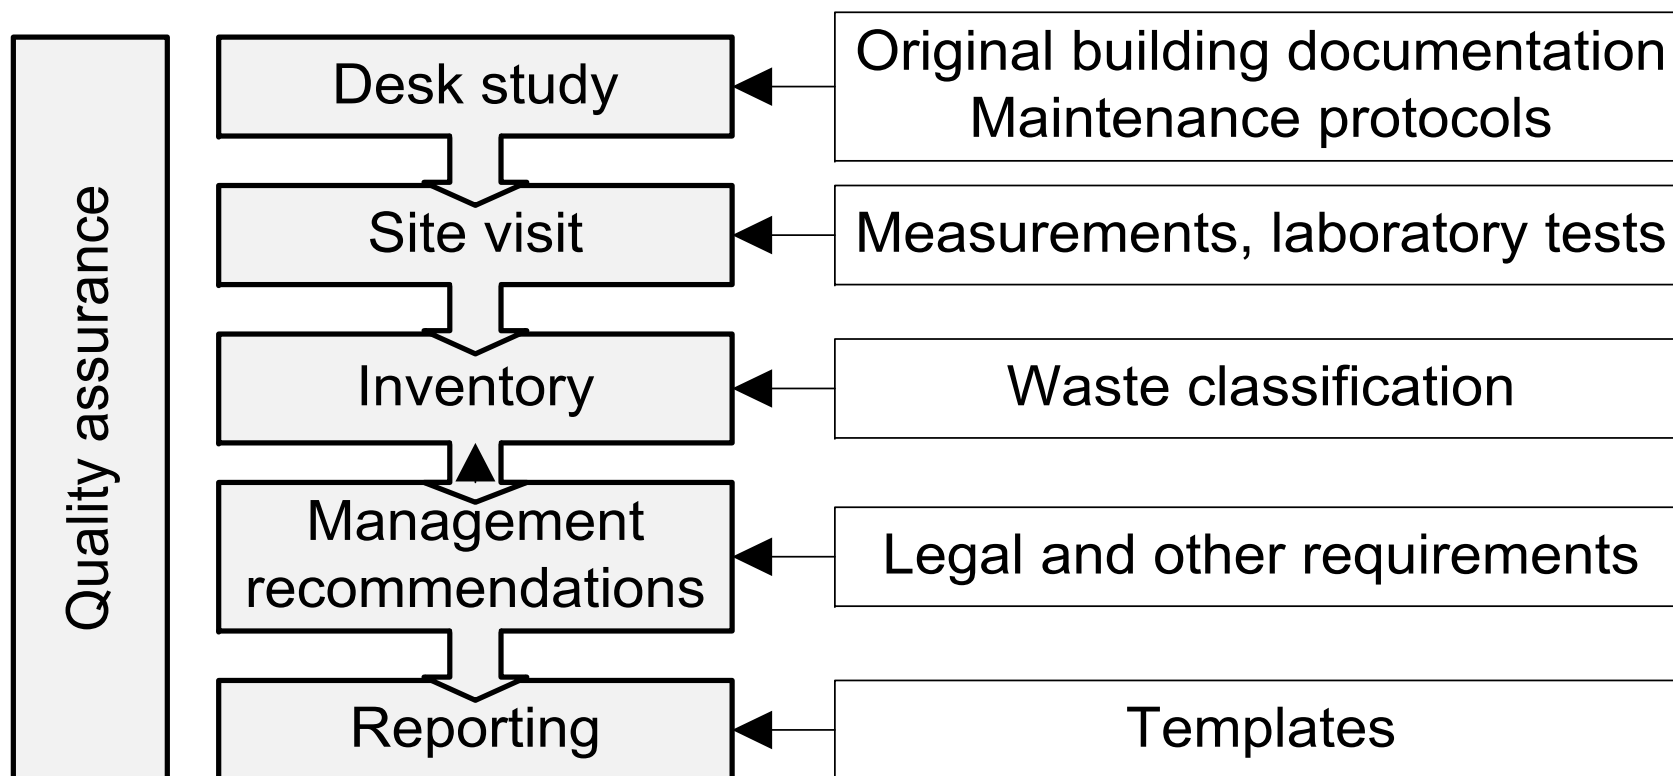 Quality assurance
Desk study
Original building documentation
Maintenance protocols
Site visit
Measurements, laboratory tests
Inventory
Waste classification
Management
recommendations
Legal and other requirements
Reporting
Templates